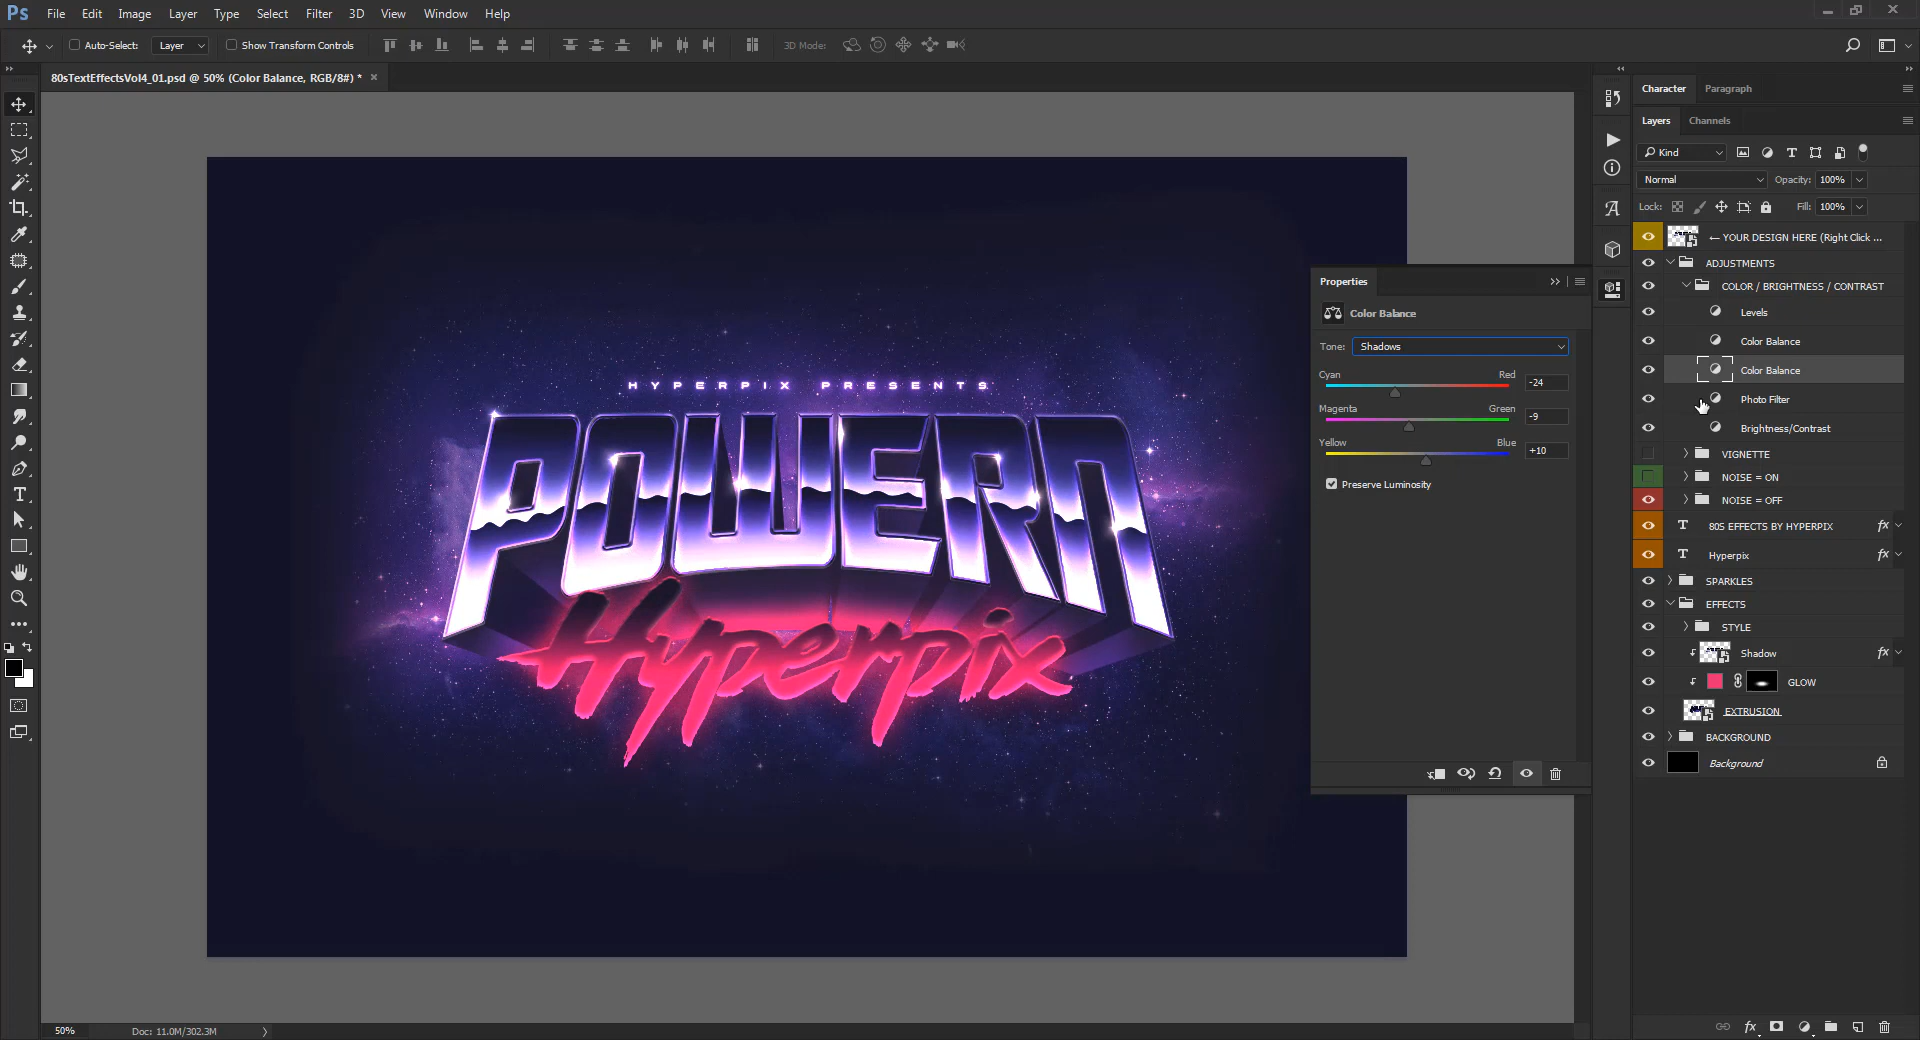 Ps File Edit Image Layer Type Select Filter 3D View Window Help
Auto-Select: Layer Show Transform Controls 3D Mode:
80sTextEffectsVol4_01.psd @ 50% (Color Balance, RGB/8#) *
Character Paragraph
Layers Channels
Kind
Normal Opacity: 100%
Lock: Fill: 100%
← YOUR DESIGN HERE (Right Click ...
ADJUSTMENTS
COLOR / BRIGHTNESS / CONTRAST
Levels
Color Balance
Color Balance
Photo Filter
Brightness/Contrast
VIGNETTE
NOISE = ON
NOISE = OFF
80S EFFECTS BY HYPERPIX fx
Hyperpix fx
SPARKLES
EFFECTS
STYLE
Shadow fx
GLOW
EXTRUSION
BACKGROUND
Background
Properties
Color Balance
Tone: Shadows
Cyan Red -24
Magenta Green -9
Yellow Blue +10
Preserve Luminosity
HYPERPIX PRESENTS
POWERN
Hyperpix
50% Doc: 11.0M/302.3M